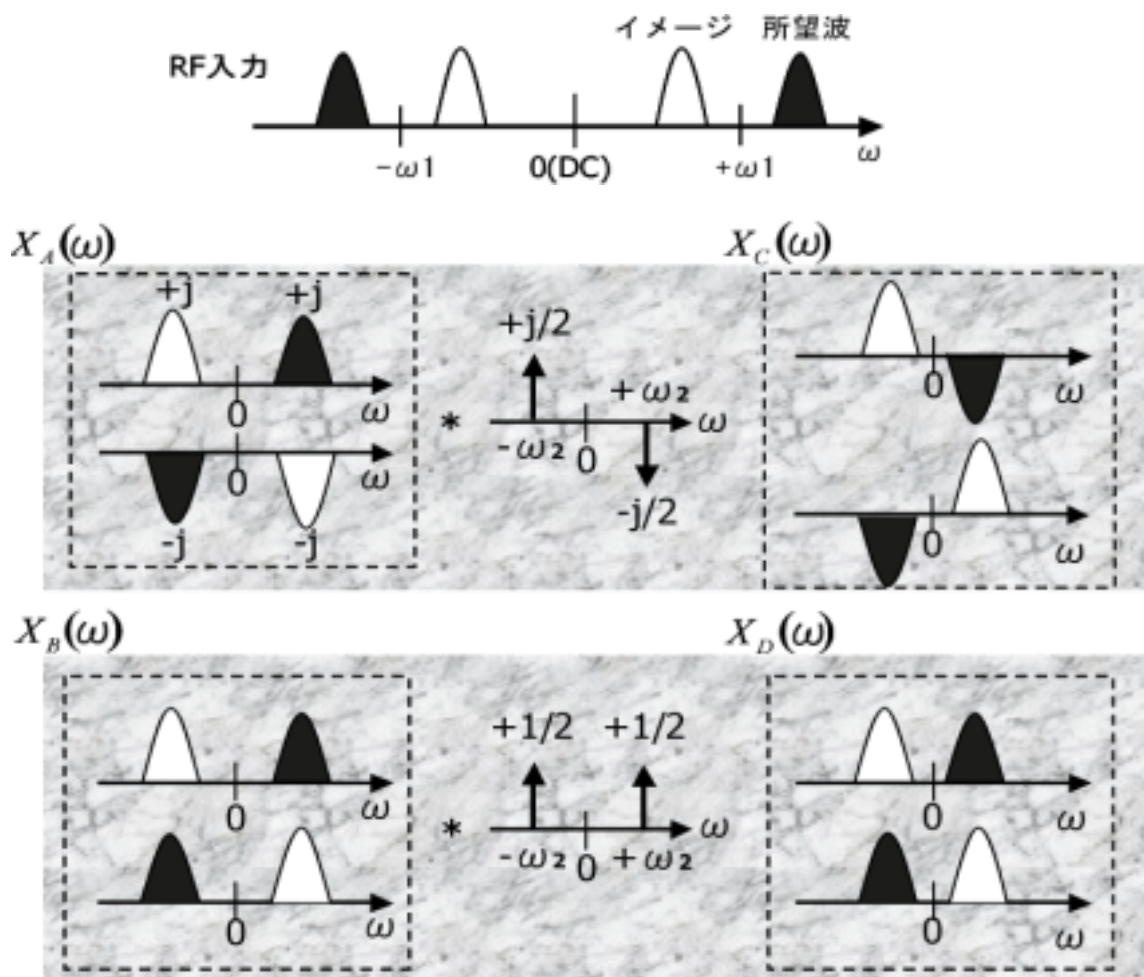 イメージ 所望波
RF入力
-ω1 0(DC) +ω1 ω
X_A(ω)
+j +j
0 ω
0 ω
-j -j
*
+j/2
+ω₂
-ω₂ 0 ω
-j/2
X_C(ω)
0 ω
0 ω
X_B(ω)
0 ω
0 ω
*
+1/2 +1/2
-ω₂ 0 +ω₂ ω
X_D(ω)
0 ω
0 ω